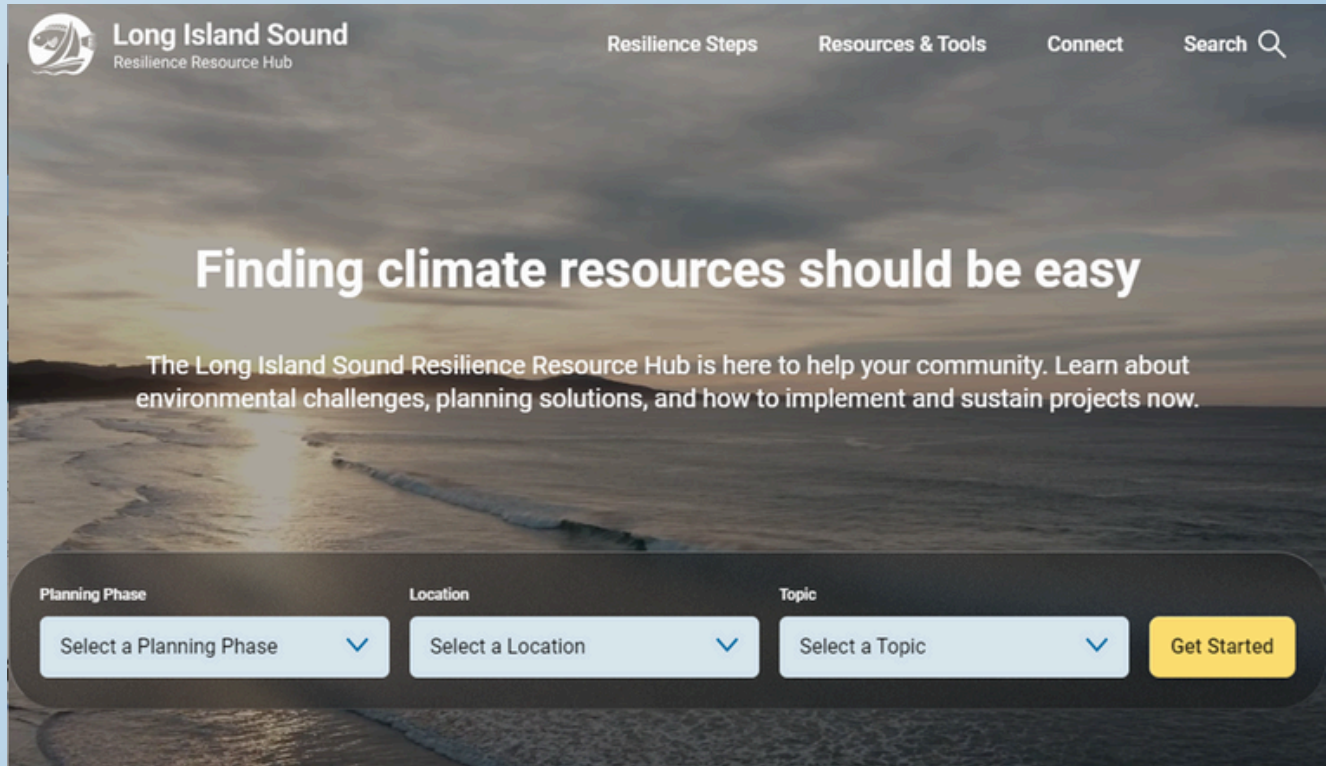 Long Island Sound
Resilience Resource Hub
Resilience Steps
Resources & Tools
Connect
Search
Finding climate resources should be easy
The Long Island Sound Resilience Resource Hub is here to help your community. Learn about
environmental challenges, planning solutions, and how to implement and sustain projects now.
Planning Phase
Select a Planning Phase
Location
Select a Location
Topic
Select a Topic
Get Started